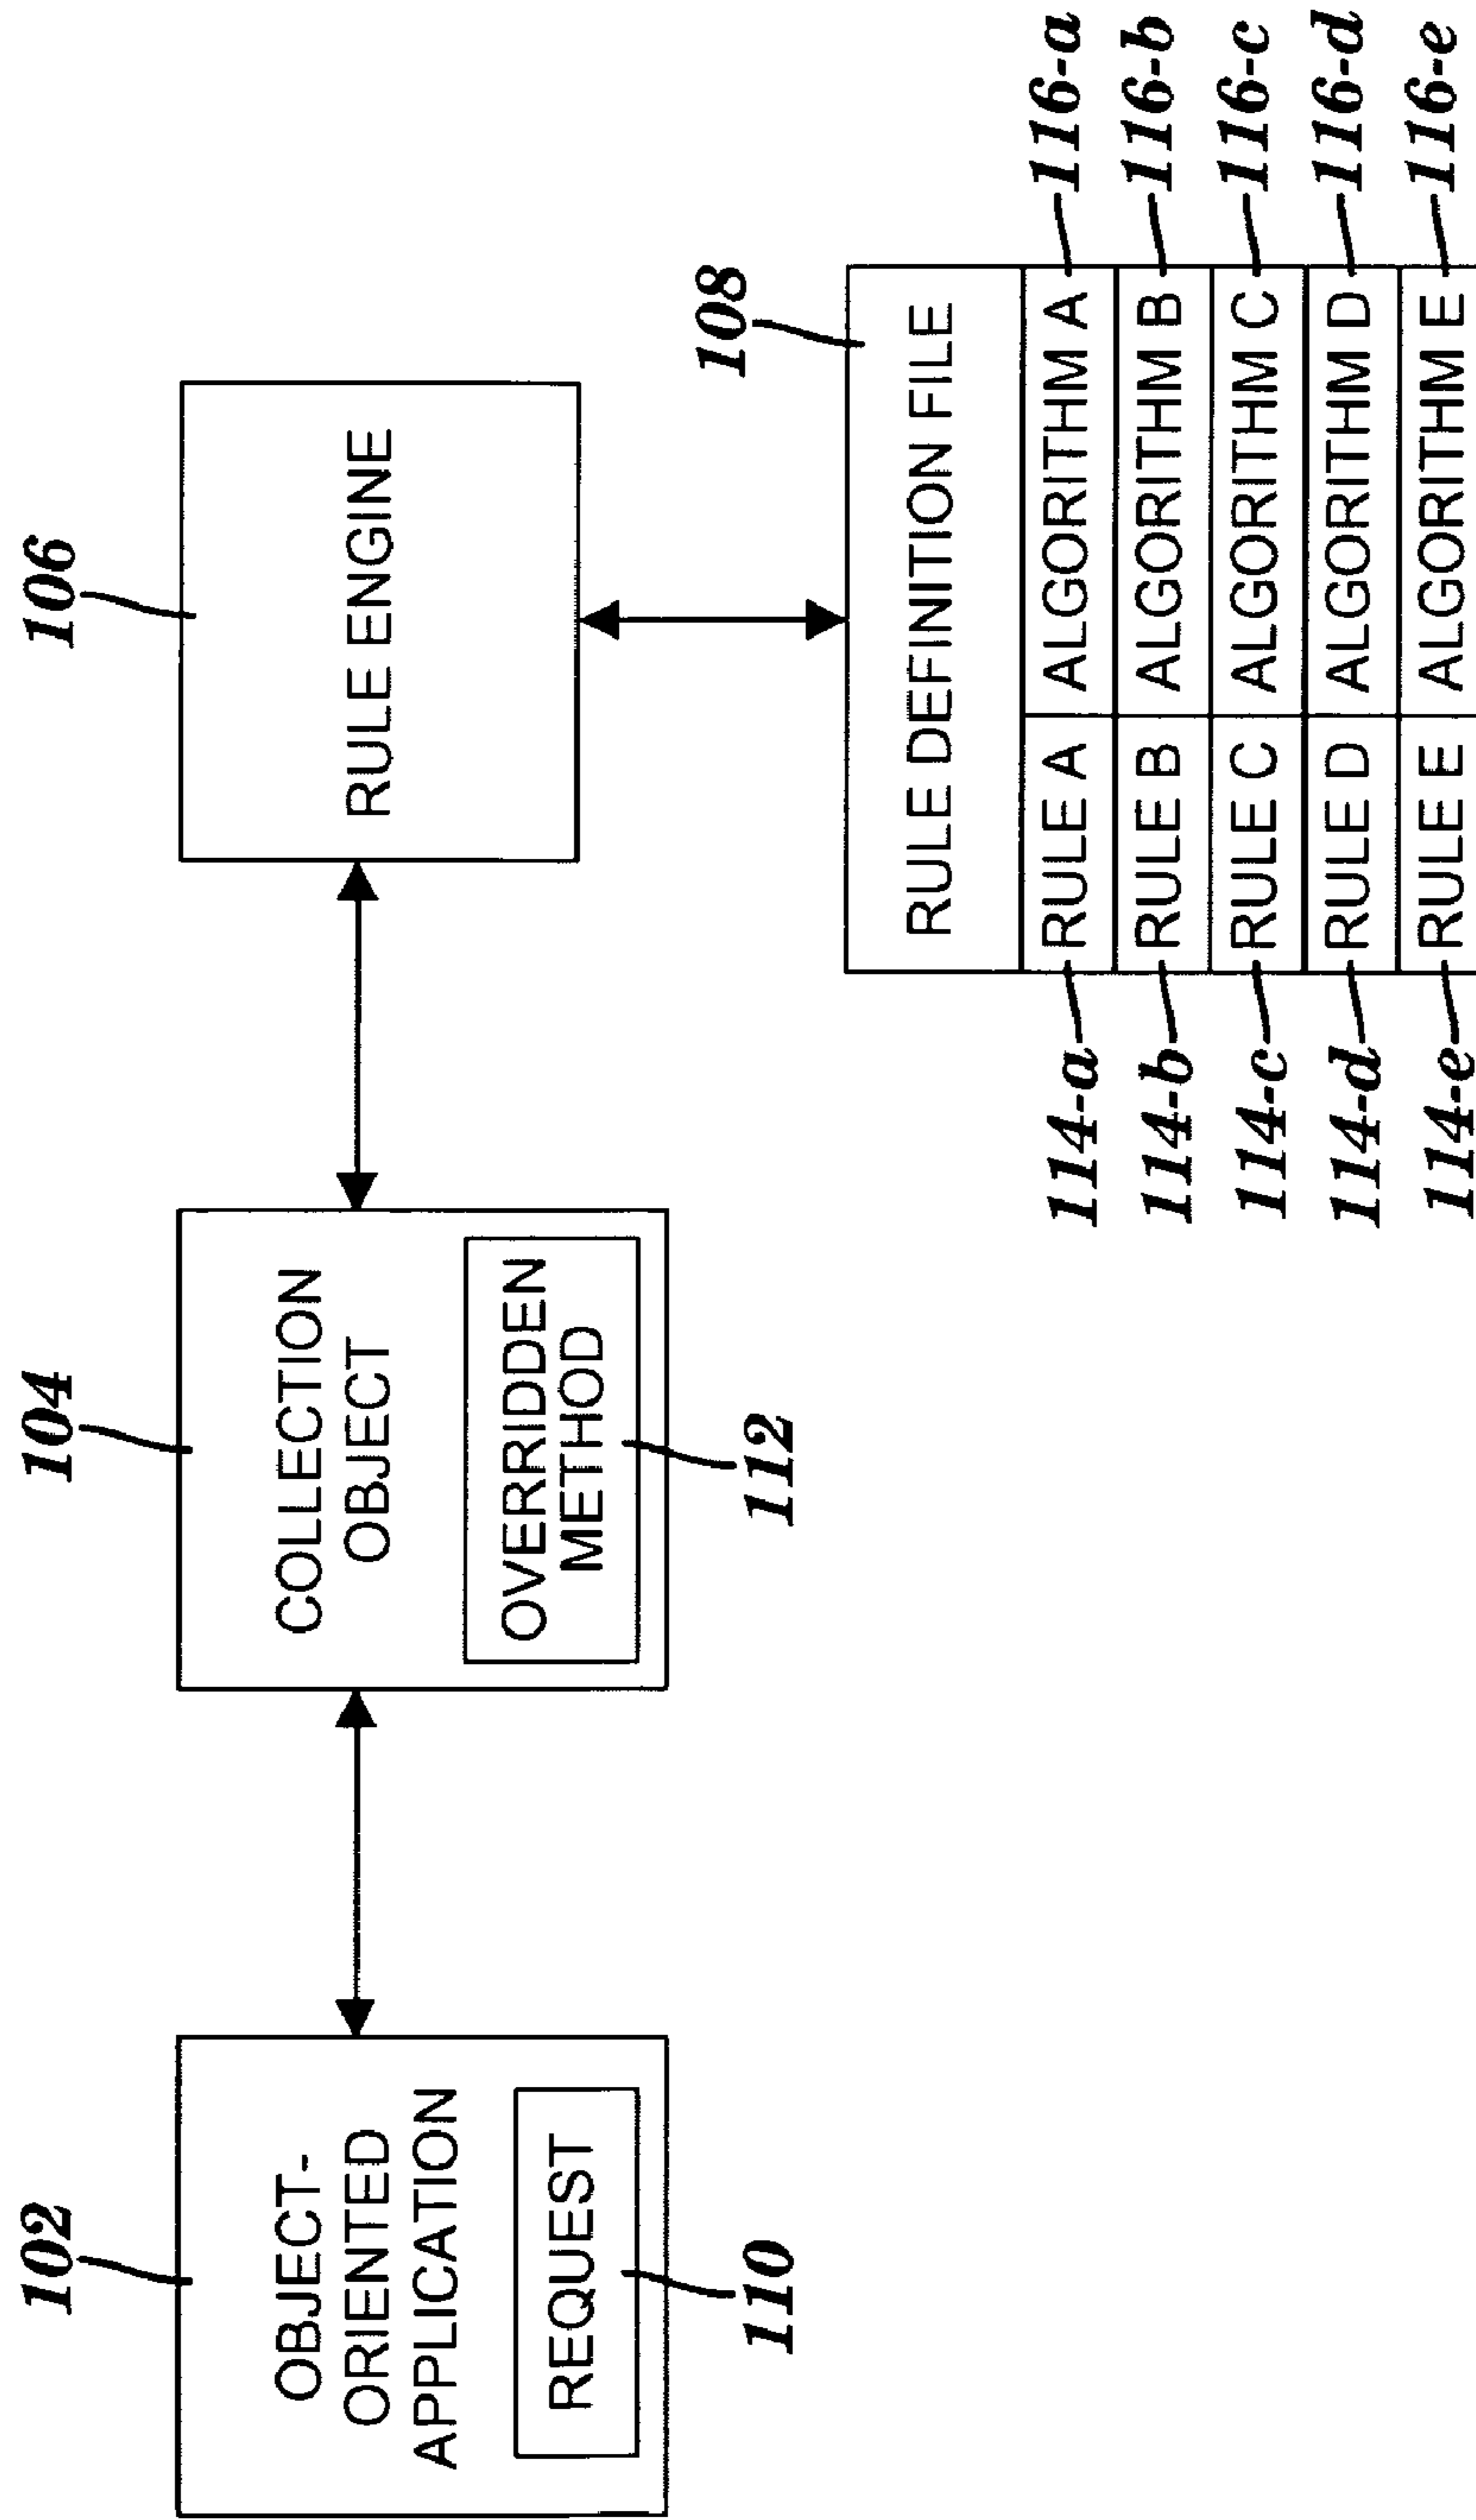 102
OBJECT-
ORIENTED
APPLICATION
REQUEST
110
104
COLLECTION
OBJECT
OVERRIDDEN
METHOD
112
106
RULE ENGINE
108
RULE DEFINITION FILE
114-a RULE A ALGORITHM A 116-a
114-b RULE B ALGORITHM B 116-b
114-c RULE C ALGORITHM C 116-c
114-d RULE D ALGORITHM D 116-d
114-e RULE E ALGORITHM E 116-e